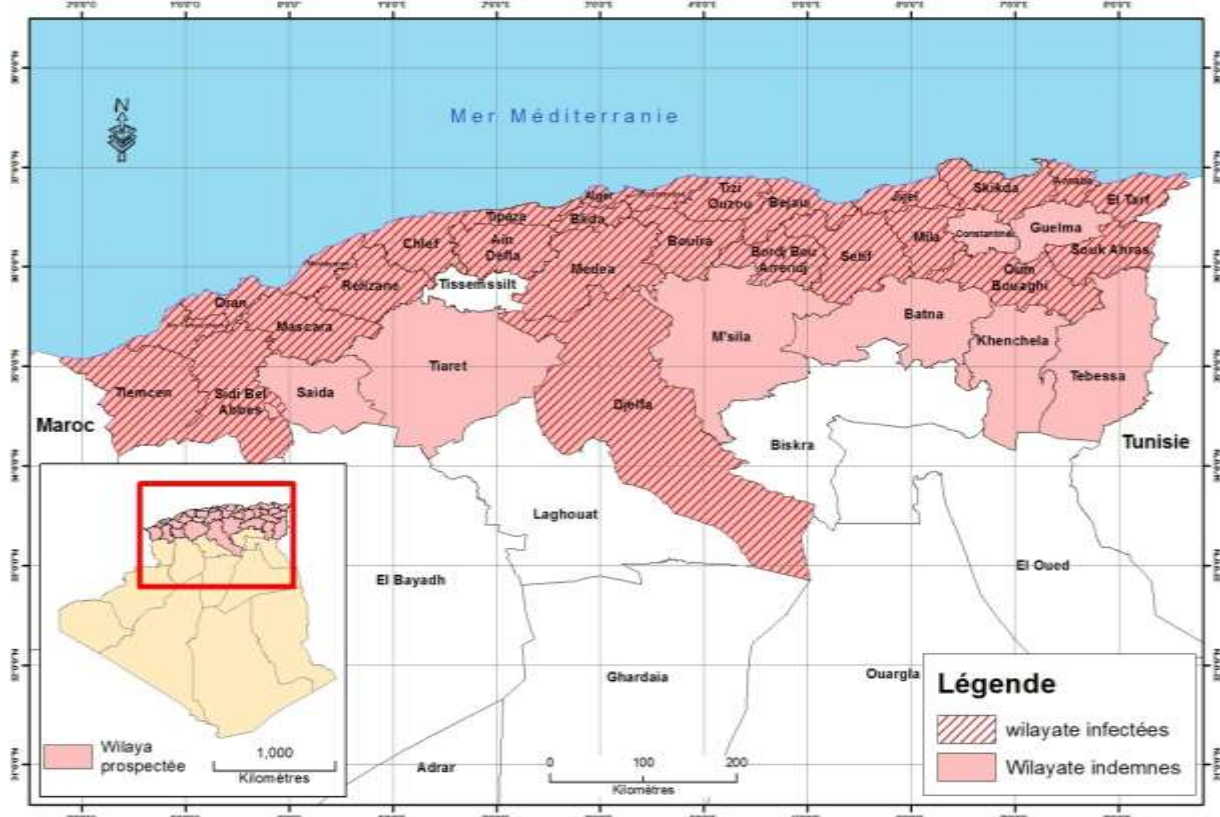 Mer Méditerranie
N
Tizi
Ouzou
Bejaia
Jijel
Skikda
Annaba
El Tarf
Alger
Tipaza
Blida
Bouira
Setif
Mila
Constantine
Guelma
Souk Ahras
Chlef
Ain
Defla
Medea
Bordj Bou
Arreridj
Oum
Bouaghi
Relizane
Tissemssilt
Oran
Mascara
M'sila
Batna
Khenchela
Tiaret
Tebessa
Tlemcen
Sidi Bel
Abbes
Saida
Djelfa
Maroc
Biskra
Tunisie
Laghouat
El Bayadh
El Oued
Ghardaia
Ouargla
Adrar
Wilaya
prospectée
1,000
Kilomètres
0 100 200
Kilomètres
Légende
wilayate infectées
Wilayate indemnes